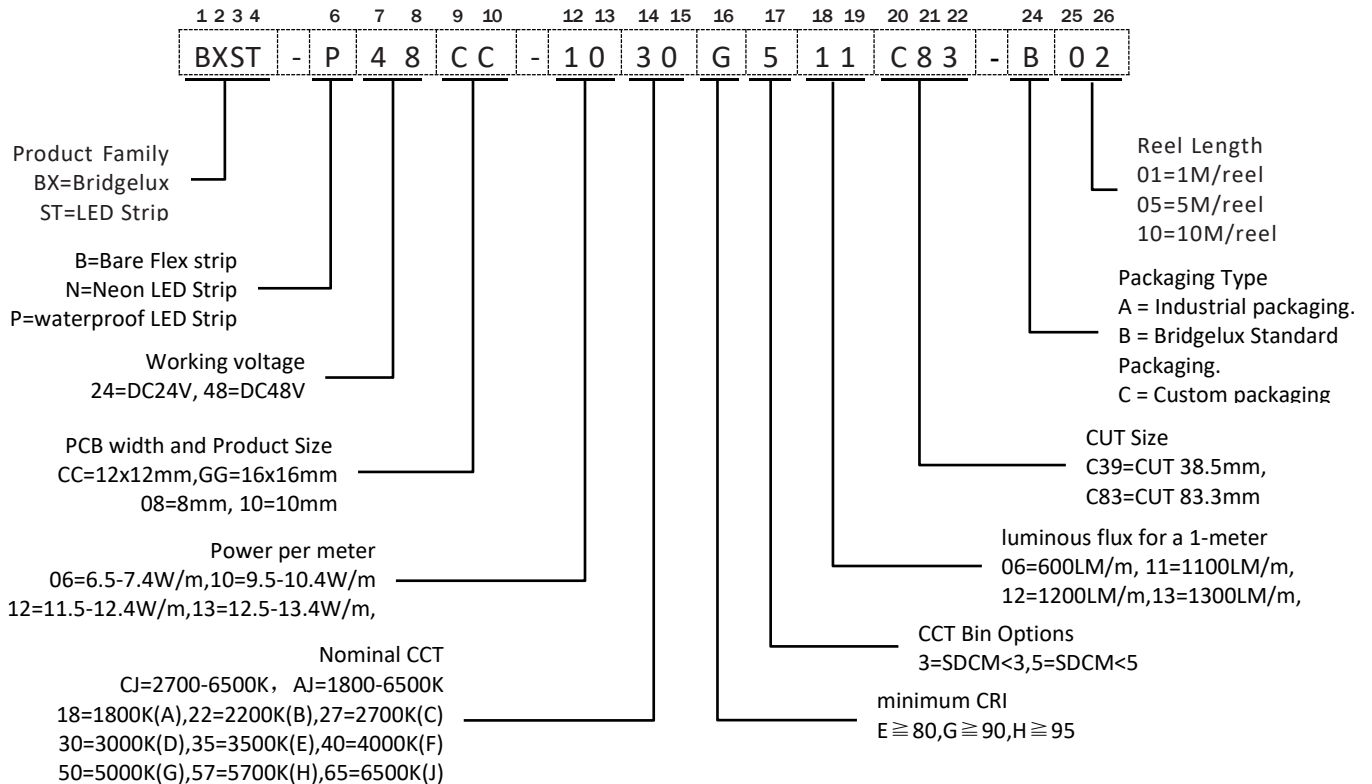 1 2 3 4 6 7 8 9 10 12 13 14 15 16 17 18 19 20 21 22 24 25 26
BXST - P 4 8 C C - 1 0 3 0 G 5 1 1 C 8 3 - B 0 2
Product Family
BX=Bridgelux
ST=LED Strip
B=Bare Flex strip
N=Neon LED Strip
P=waterproof LED Strip
Working voltage
24=DC24V, 48=DC48V
PCB width and Product Size
CC=12x12mm,GG=16x16mm
08=8mm, 10=10mm
Power per meter
06=6.5-7.4W/m,10=9.5-10.4W/m
12=11.5-12.4W/m,13=12.5-13.4W/m,
Nominal CCT
CJ=2700-6500K， AJ=1800-6500K
18=1800K(A),22=2200K(B),27=2700K(C)
30=3000K(D),35=3500K(E),40=4000K(F)
50=5000K(G),57=5700K(H),65=6500K(J)
Reel Length
01=1M/reel
05=5M/reel
10=10M/reel
Packaging Type
A = Industrial packaging.
B = Bridgelux Standard
Packaging.
C = Custom packaging
CUT Size
C39=CUT 38.5mm,
C83=CUT 83.3mm
luminous flux for a 1-meter
06=600LM/m, 11=1100LM/m,
12=1200LM/m,13=1300LM/m,
CCT Bin Options
3=SDCM<3,5=SDCM<5
minimum CRI
E≧80,G≧90,H≧95